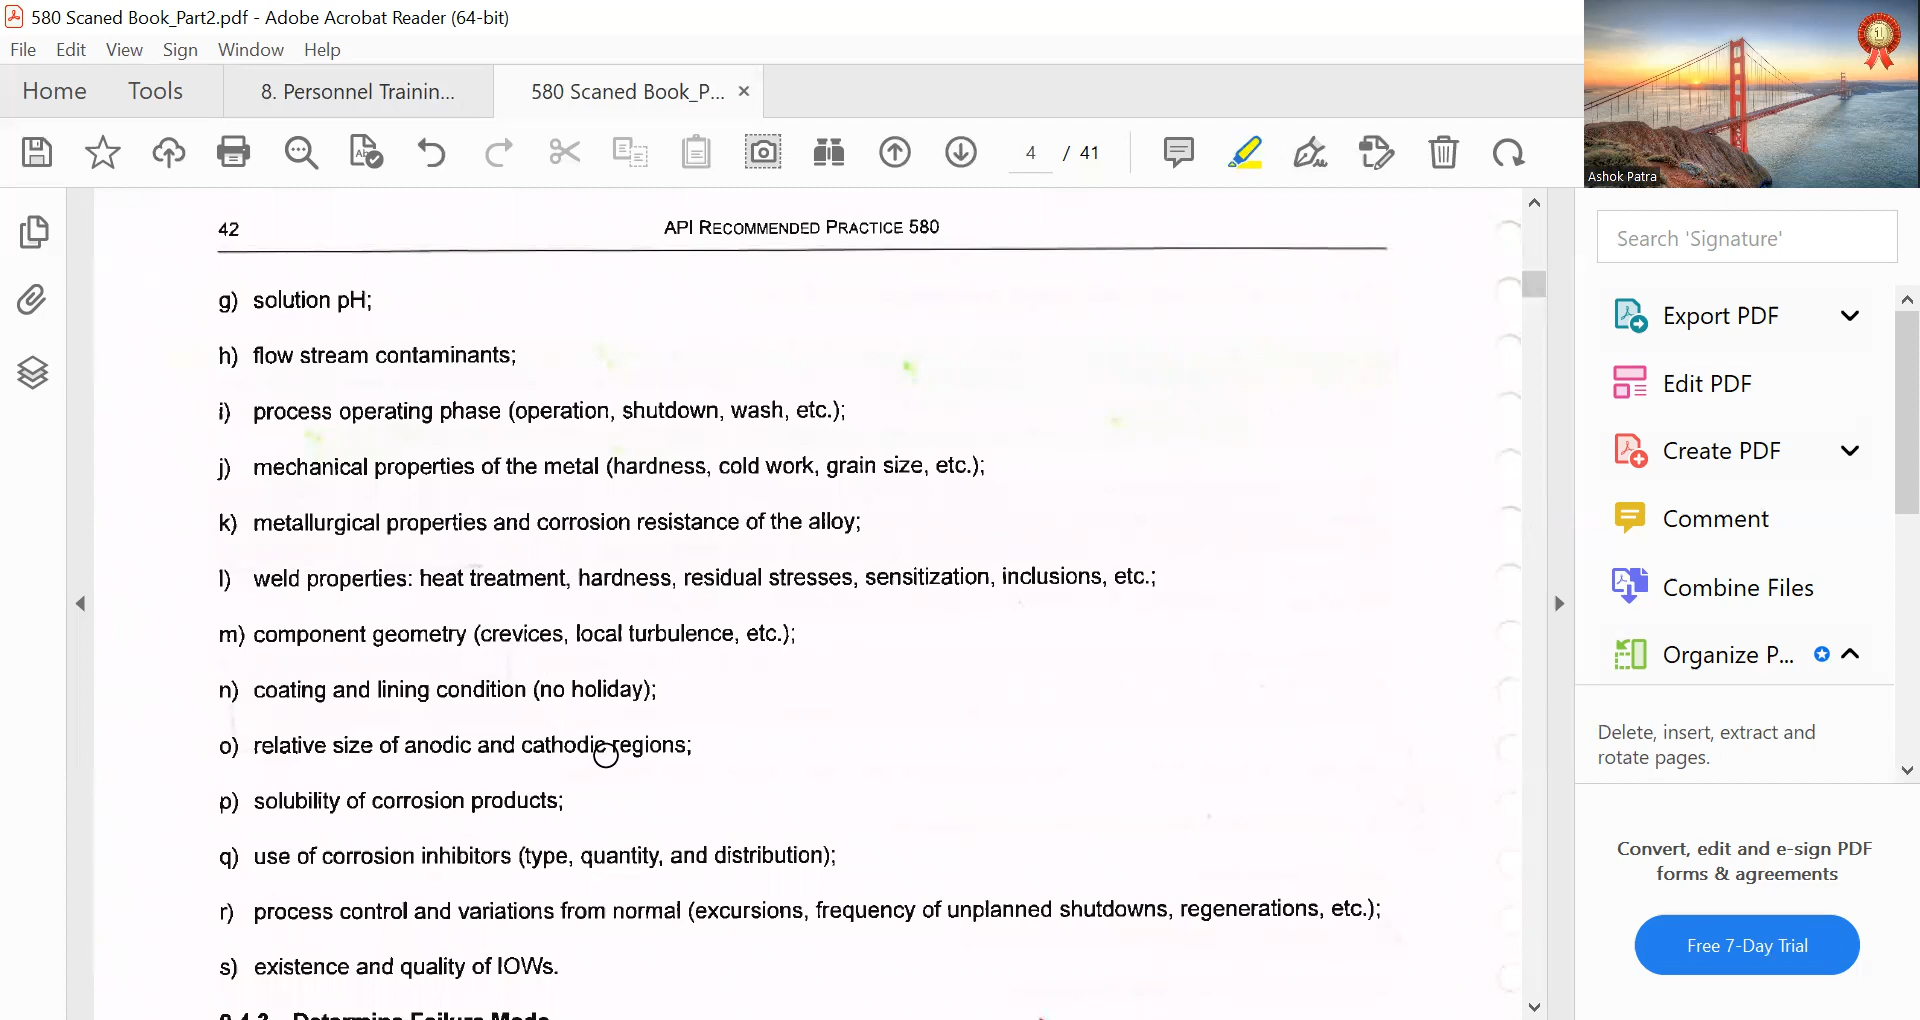 580 Scaned Book_Part2.pdf - Adobe Acrobat Reader (64-bit)
File Edit View Sign Window Help
Home Tools 8. Personnel Trainin... 580 Scaned Book_P... ×
4 / 41
Ashok Patra
42 API RECOMMENDED PRACTICE 580
g) solution pH;
h) flow stream contaminants;
i) process operating phase (operation, shutdown, wash, etc.);
j) mechanical properties of the metal (hardness, cold work, grain size, etc.);
k) metallurgical properties and corrosion resistance of the alloy;
l) weld properties: heat treatment, hardness, residual stresses, sensitization, inclusions, etc.;
m) component geometry (crevices, local turbulence, etc.);
n) coating and lining condition (no holiday);
o) relative size of anodic and cathodic regions;
p) solubility of corrosion products;
q) use of corrosion inhibitors (type, quantity, and distribution);
r) process control and variations from normal (excursions, frequency of unplanned shutdowns, regenerations, etc.);
s) existence and quality of IOWs.
9.4.3 Determine Failure Mode
Search 'Signature'
Export PDF
Edit PDF
Create PDF
Comment
Combine Files
Organize P...
Delete, insert, extract and
rotate pages.
Convert, edit and e-sign PDF
forms & agreements
Free 7-Day Trial